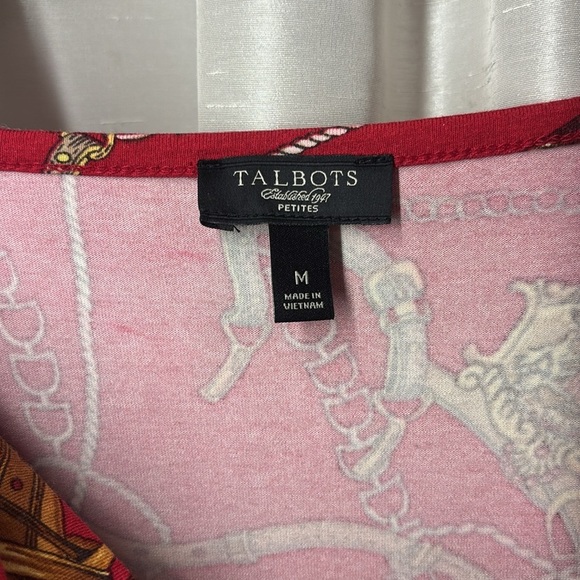 TALBOTS
Established 1947
PETITES
M
MADE IN
VIETNAM